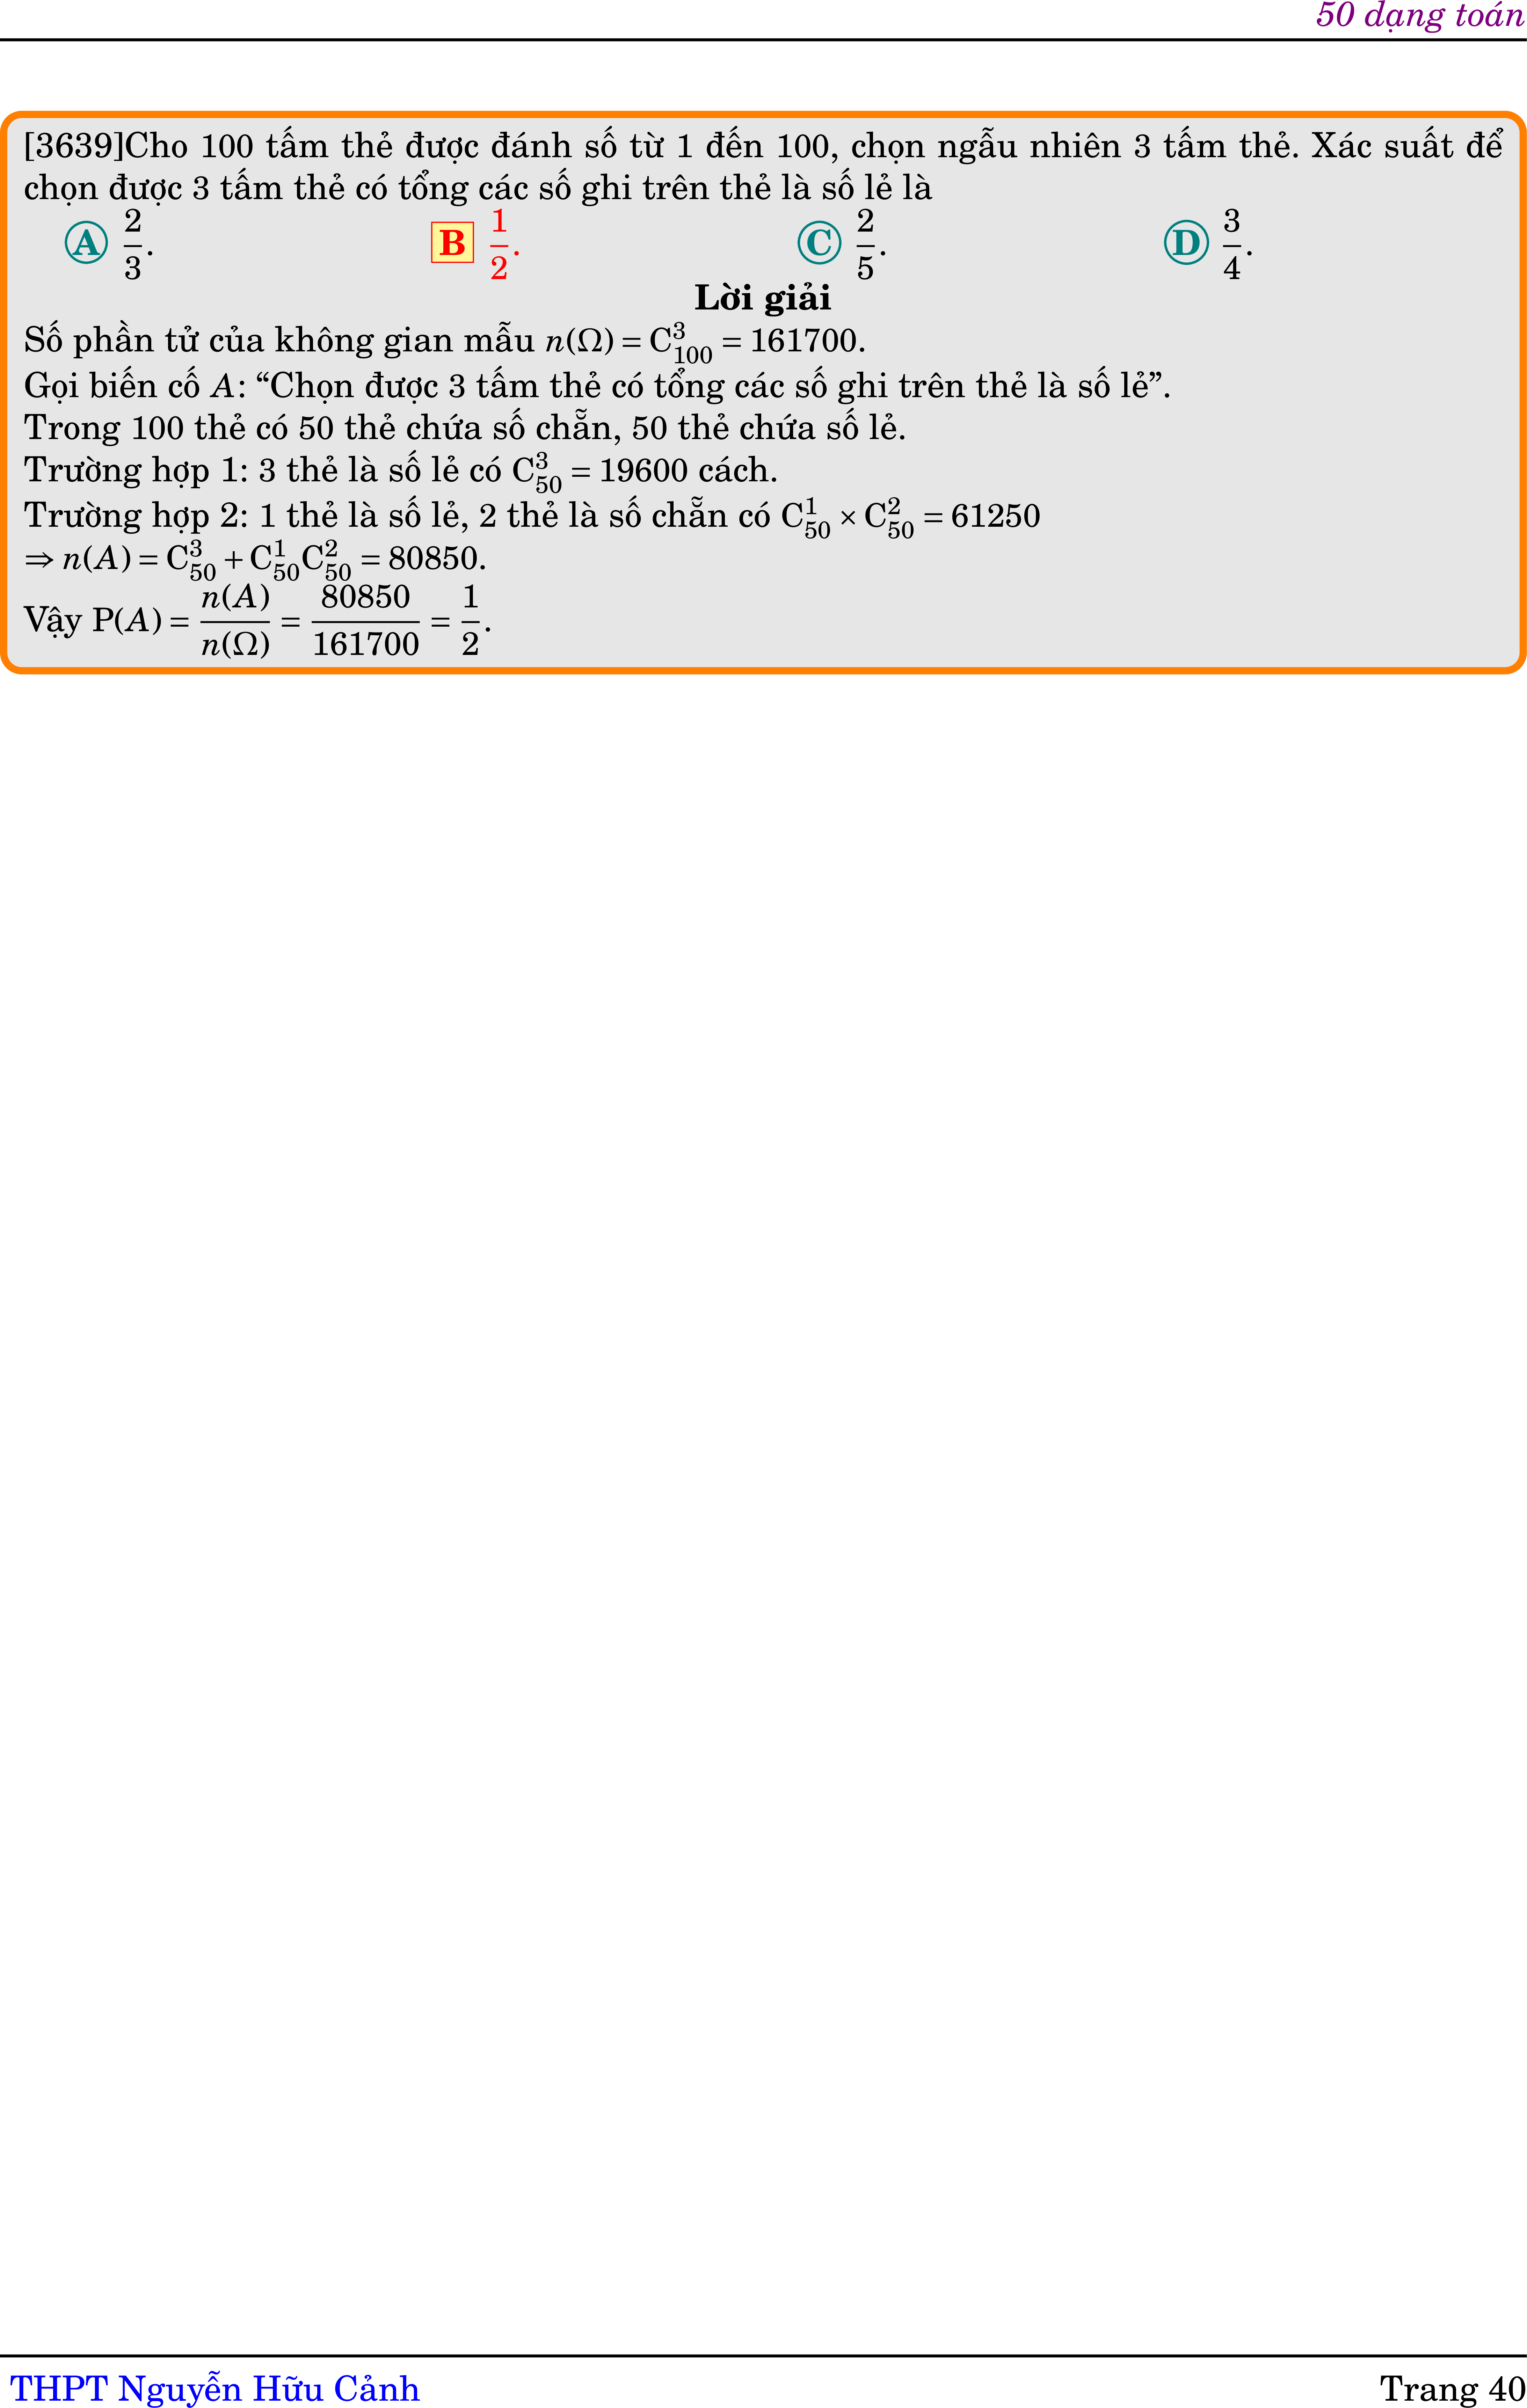 50 dạng toán
[3639]Cho 100 tấm thẻ được đánh số từ 1 đến 100, chọn ngẫu nhiên 3 tấm thẻ. Xác suất để
chọn được 3 tấm thẻ có tổng các số ghi trên thẻ là số lẻ là
A $\frac{2}{3}$. B $\frac{1}{2}$. C $\frac{2}{5}$. D $\frac{3}{4}$.
Lời giải
Số phần tử của không gian mẫu $n(\Omega) = \mathrm{C}_{100}^{3} = 161700$.
Gọi biến cố $A$: “Chọn được 3 tấm thẻ có tổng các số ghi trên thẻ là số lẻ”.
Trong 100 thẻ có 50 thẻ chứa số chẵn, 50 thẻ chứa số lẻ.
Trường hợp 1: 3 thẻ là số lẻ có $\mathrm{C}_{50}^{3} = 19600$ cách.
Trường hợp 2: 1 thẻ là số lẻ, 2 thẻ là số chẵn có $\mathrm{C}_{50}^{1} \times \mathrm{C}_{50}^{2} = 61250$
$\Rightarrow n(A) = \mathrm{C}_{50}^{3} + \mathrm{C}_{50}^{1}\mathrm{C}_{50}^{2} = 80850$.
Vậy $\mathrm{P}(A) = \frac{n(A)}{n(\Omega)} = \frac{80850}{161700} = \frac{1}{2}$.
THPT Nguyễn Hữu Cảnh Trang 40